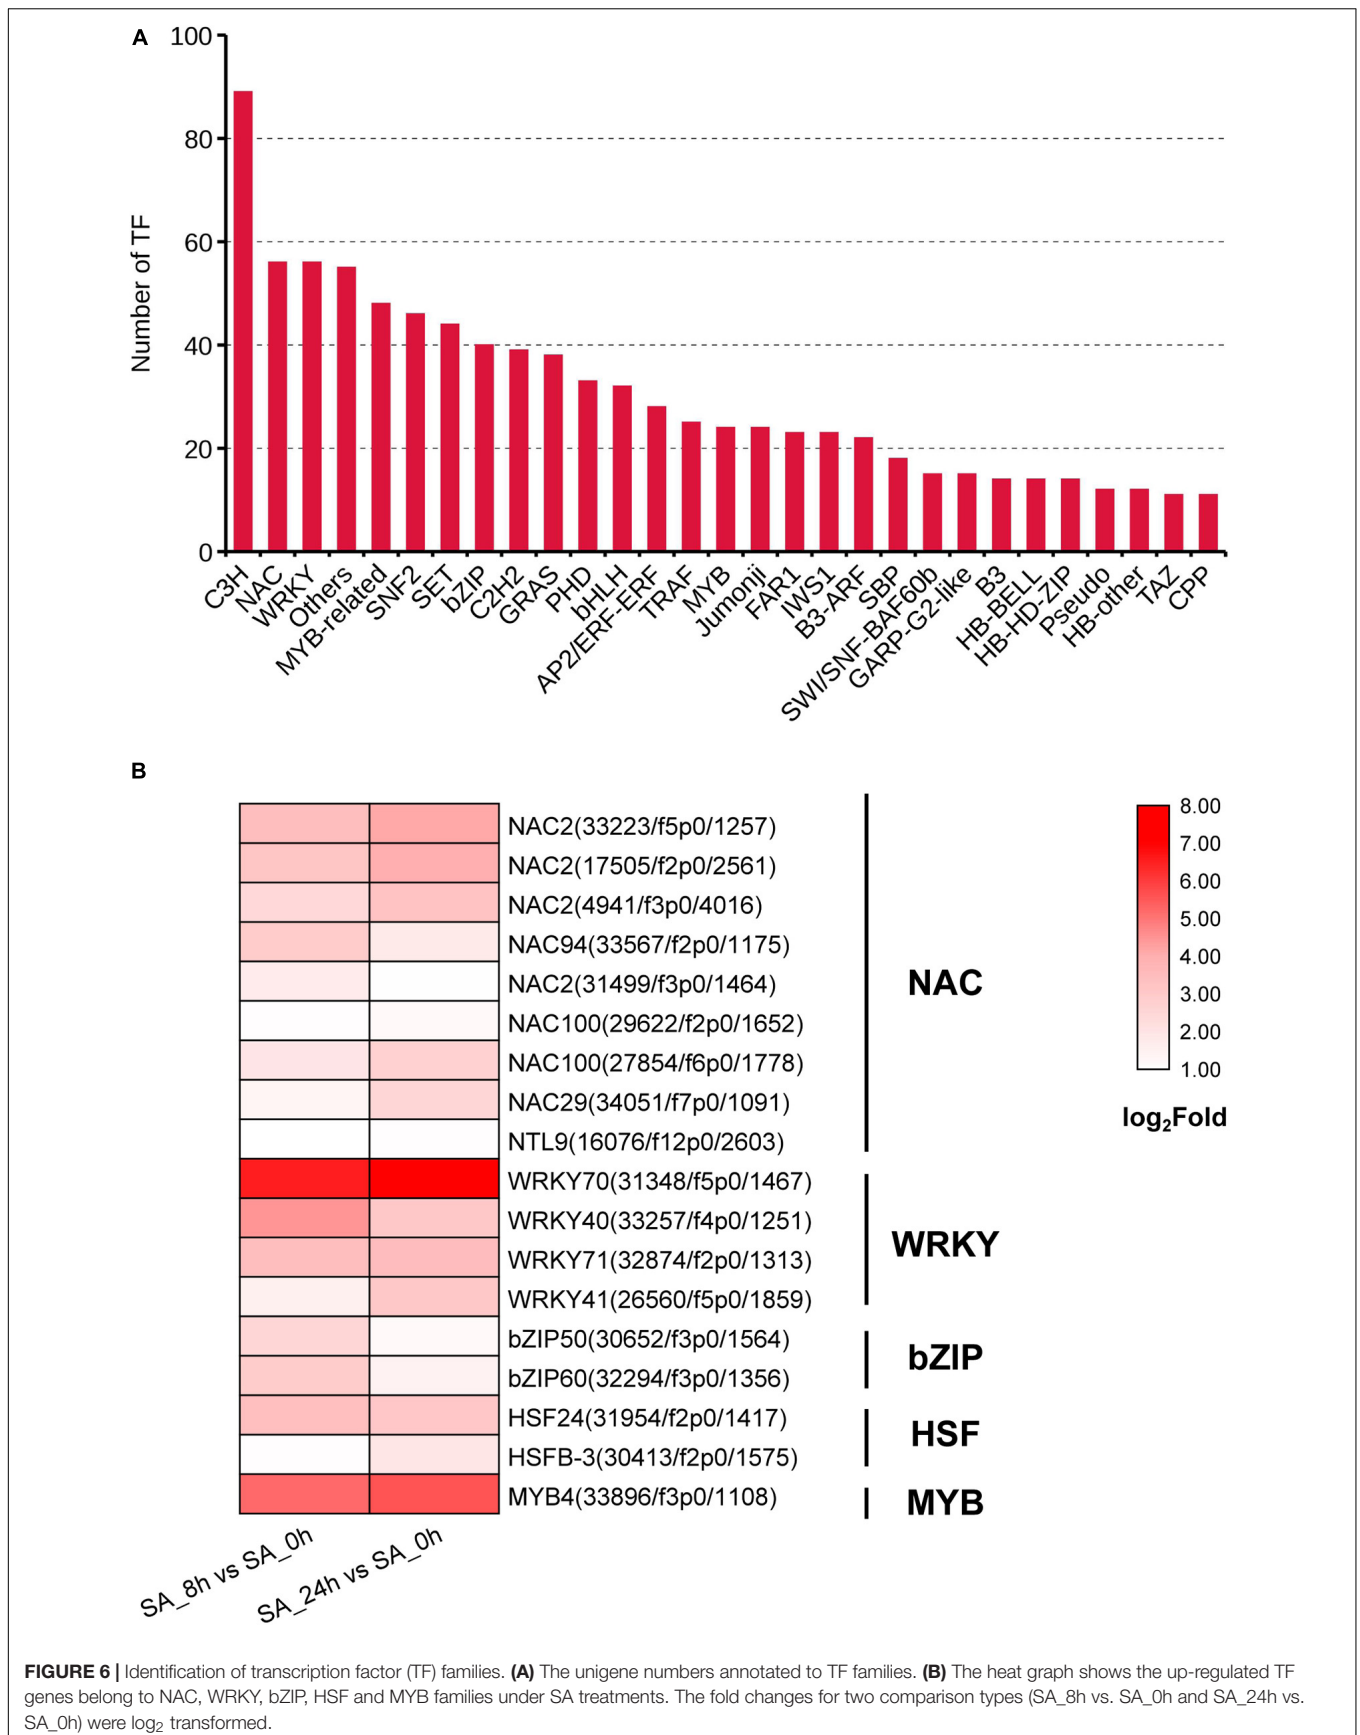 A
Number of TF
100
80
60
40
20
0
C3H
NAC
WRKY
Others
MYB-related
SNF2
SET
bZIP
C2H2
GRAS
PHD
bHLH
AP2/ERF-ERF
TRAF
MYB
Jumonji
FAR1
IWS1
B3-ARF
SBP
SWI/SNF-BAF60b
GARP-G2-like
B3
HB-BELL
HB-HD-ZIP
Pseudo
HB-other
TAZ
CPP
B
NAC2(33223/f5p0/1257)
NAC2(17505/f2p0/2561)
NAC2(4941/f3p0/4016)
NAC94(33567/f2p0/1175)
NAC2(31499/f3p0/1464)
NAC100(29622/f2p0/1652)
NAC100(27854/f6p0/1778)
NAC29(34051/f7p0/1091)
NTL9(16076/f12p0/2603)
WRKY70(31348/f5p0/1467)
WRKY40(33257/f4p0/1251)
WRKY71(32874/f2p0/1313)
WRKY41(26560/f5p0/1859)
bZIP50(30652/f3p0/1564)
bZIP60(32294/f3p0/1356)
HSF24(31954/f2p0/1417)
HSFB-3(30413/f2p0/1575)
MYB4(33896/f3p0/1108)
NAC
WRKY
bZIP
HSF
MYB
8.00
7.00
6.00
5.00
4.00
3.00
2.00
1.00
log₂Fold
SA_8h vs SA_0h
SA_24h vs SA_0h
FIGURE 6 | Identification of transcription factor (TF) families. (A) The unigene numbers annotated to TF families. (B) The heat graph shows the up-regulated TF
genes belong to NAC, WRKY, bZIP, HSF and MYB families under SA treatments. The fold changes for two comparison types (SA_8h vs. SA_0h and SA_24h vs.
SA_0h) were log₂ transformed.